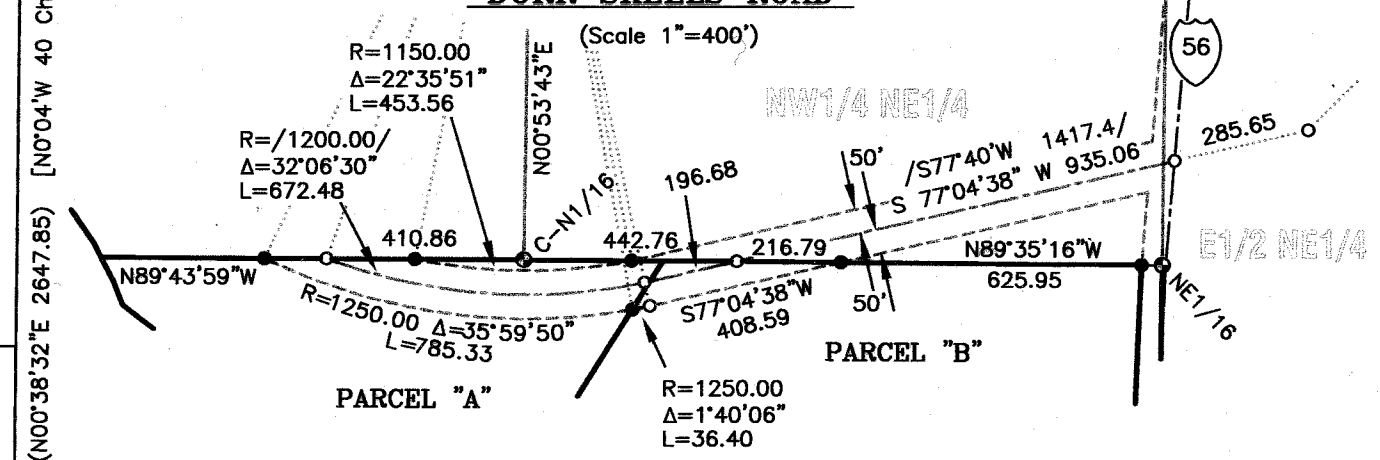 (Scale 1"=400')
56
R=1150.00
Δ=22°35'51"
L=453.56
N00°53'43"E
NW1/4 NE1/4
R=/1200.00/
Δ=32°06'30"
L=672.48
50'
/S77°40'W 1417.4/
S 77°04'38" W 935.06
285.65
196.68
C-N1/16
410.86
442.76
216.79
N89°35'16"W
625.95
E1/2 NE1/4
N89°43'59"W
50'
NE1/16
R=1250.00 Δ=35°59'50"
L=785.33
S77°04'38"W
408.59
PARCEL "B"
PARCEL "A"
R=1250.00
Δ=1°40'06"
L=36.40
(N00°38'32"E 2647.85) [N0°04'W 40 Ch